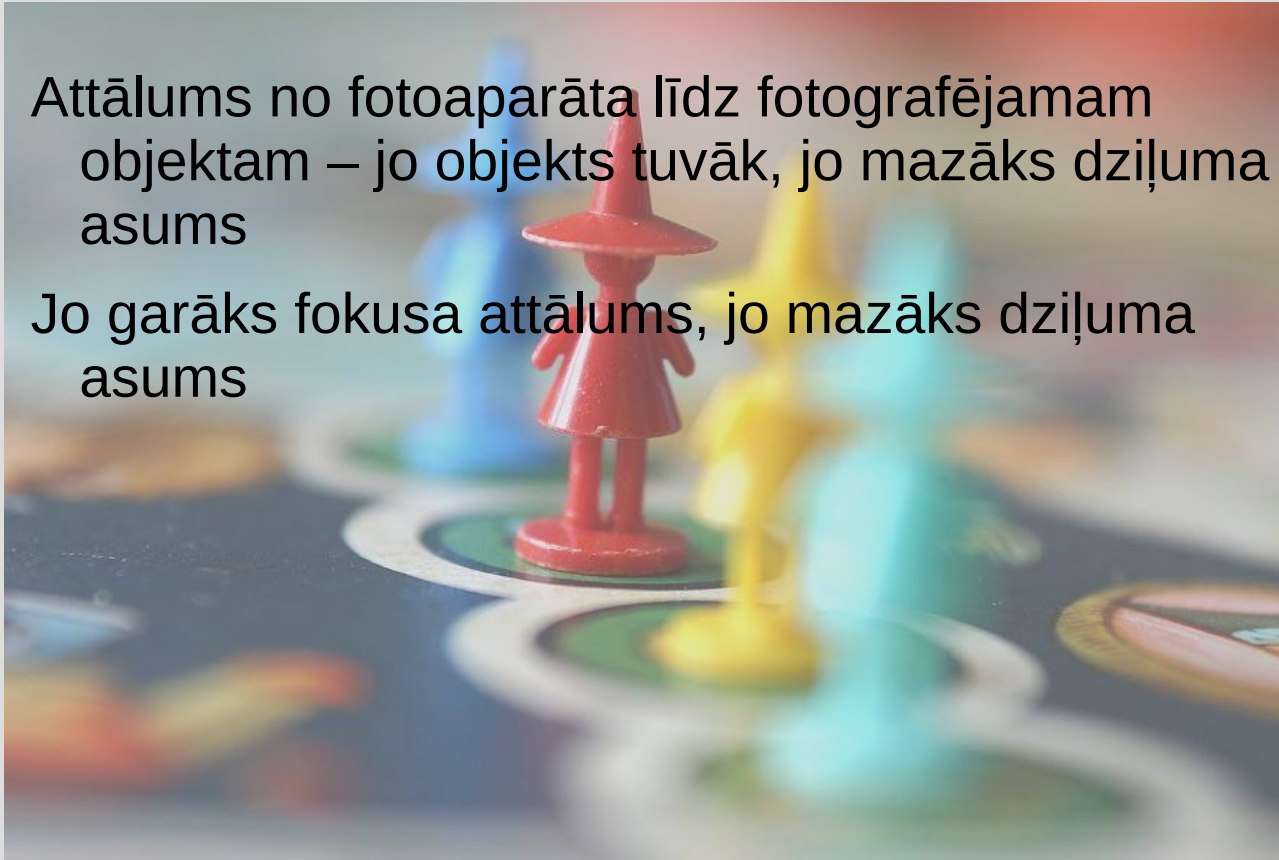 Attālums no fotoaparāta līdz fotografējamam
objektam – jo objekts tuvāk, jo mazāks dziļuma
asums
Jo garāks fokusa attālums, jo mazāks dziļuma
asums